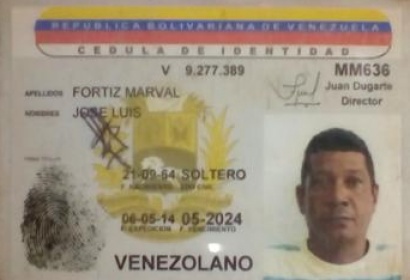 REPUBLICA BOLIVARIANA DE VENEZUELA
CEDULA DE IDENTIDAD
V 9.277.389
MM636
Juan Dugarte
Director
APELLIDOS FORTIZ MARVAL
NOMBRES JOSE LUIS
21-09-64 SOLTERO
F. NACIMIENTO EDO CIVIL
06-05-14 05-2024
F. EXPEDICION F. VENCIMIENTO
VENEZOLANO